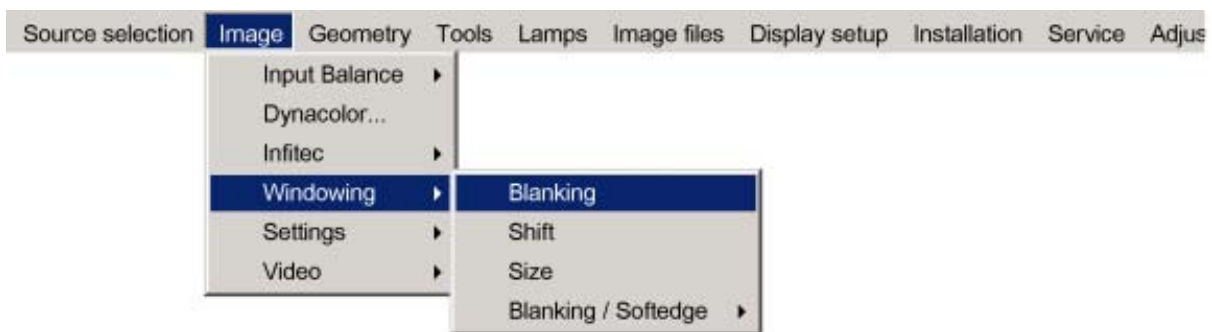 Source selection Image Geometry Tools Lamps Image files Display setup Installation Service Adjus
Input Balance
Dynacolor...
Infitec
Windowing
Blanking
Settings
Shift
Video
Size
Blanking / Softedge